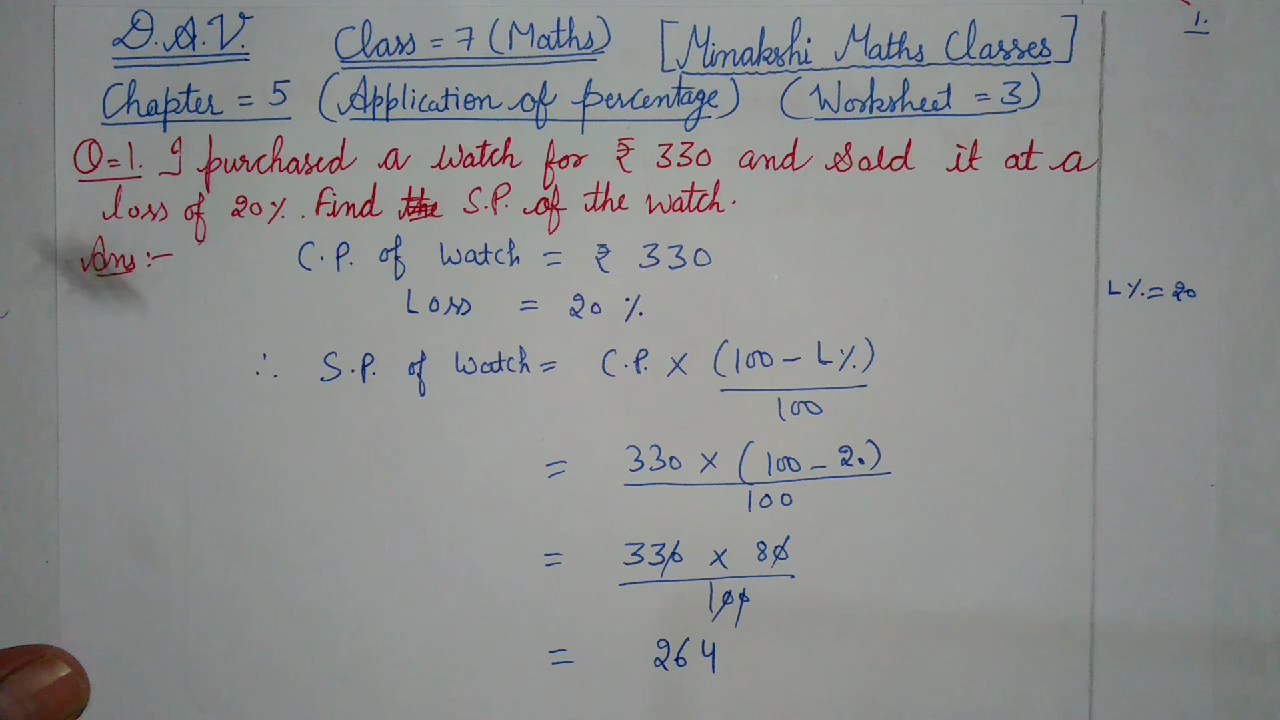 D.A.V. Class = 7 (Maths) [Minakshi Maths Classes] 1.
Chapter = 5 (Application of percentage) (Worksheet = 3)
Q=1. I purchased a watch for ₹ 330 and sold it at a
loss of 20%. Find the S.P. of the watch.
Ans :- C.P. of watch = ₹ 330
L%. = 20
Loss = 20 %
∴ S.P. of watch = C.P. × (100 - L%)
100
= 330 × (100 - 20)
100
= 330 × 80
100
= 264